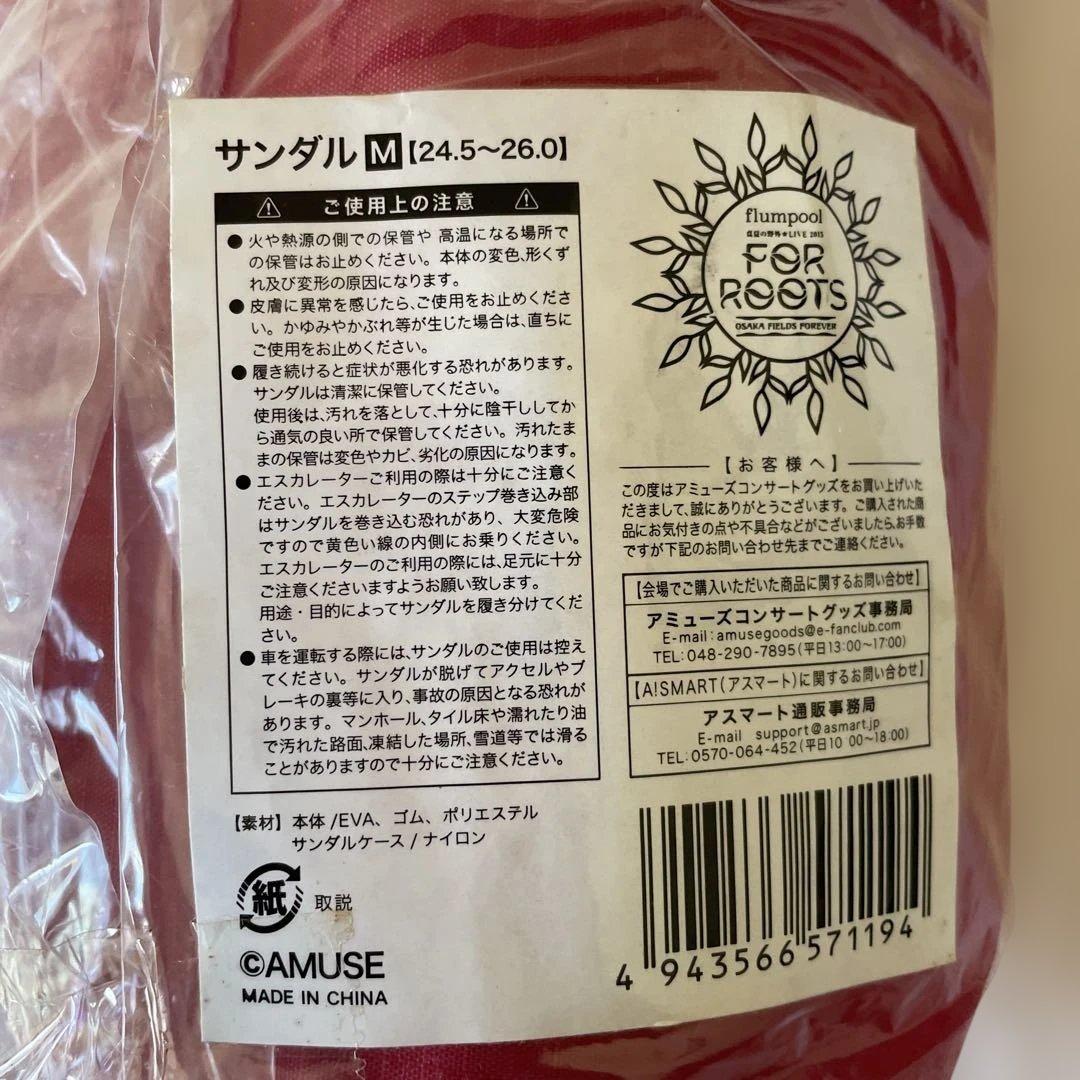 サンダル M【24.5〜26.0】
⚠ ご使用上の注意 ⚠
● 火や熱源の側での保管や 高温になる場所で
の保管はお止めください。本体の変色、形くず
れ及び変形の原因になります。
● 皮膚に異常を感じたら、ご使用をお止めくださ
い。かゆみやかぶれ等が生じた場合は、直ちに
ご使用をお止めください。
● 履き続けると症状が悪化する恐れがあります。
サンダルは清潔に保管してください。
使用後は、汚れを落として、十分に陰干ししてか
ら通気の良い所で保管してください。汚れたま
まの保管は変色やカビ、劣化の原因になります。
● エスカレーターご利用の際は十分にご注意く
ださい。エスカレーターのステップ巻き込み部
はサンダルを巻き込む恐れがあり、大変危険
ですので黄色い線の内側にお乗りください。
エスカレーターのご利用の際には、足元に十分
ご注意くださいますようお願い致します。
用途・目的によってサンダルを履き分けてくだ
さい。
● 車を運転する際には、サンダルのご使用は控え
てください。サンダルが脱げてアクセルやブ
レーキの裏等に入り、事故の原因となる恐れが
あります。マンホール、タイル床や濡れたり油
で汚れた路面、凍結した場所、雪道等では滑る
ことがありますので十分にご注意ください。
【素材】本体/EVA、ゴム、ポリエステル
サンダルケース/ナイロン
紙 取説
©AMUSE
MADE IN CHINA
flumpool
真夏の野外★LIVE 2015
FOR
ROOTS
OSAKA FIELDS FOREVER
【お客様へ】
この度はアミューズコンサートグッズをお買い上げいた
だきまして、誠にありがとうございます。ご購入された商
品にお気付きの点や不具合などがございましたら、お手数
ですが下記のお問い合わせ先までご連絡ください。
【会場でご購入いただいた商品に関するお問い合わせ】
アミューズコンサートグッズ事務局
E-mail:amusegoods@e-fanclub.com
TEL:048-290-7895(平日13:00〜17:00)
【A!SMART(アスマート)に関するお問い合わせ】
アスマート通販事務局
E-mail support@asmart.jp
TEL:0570-064-452(平日10 00〜18:00)
4 943566 571194